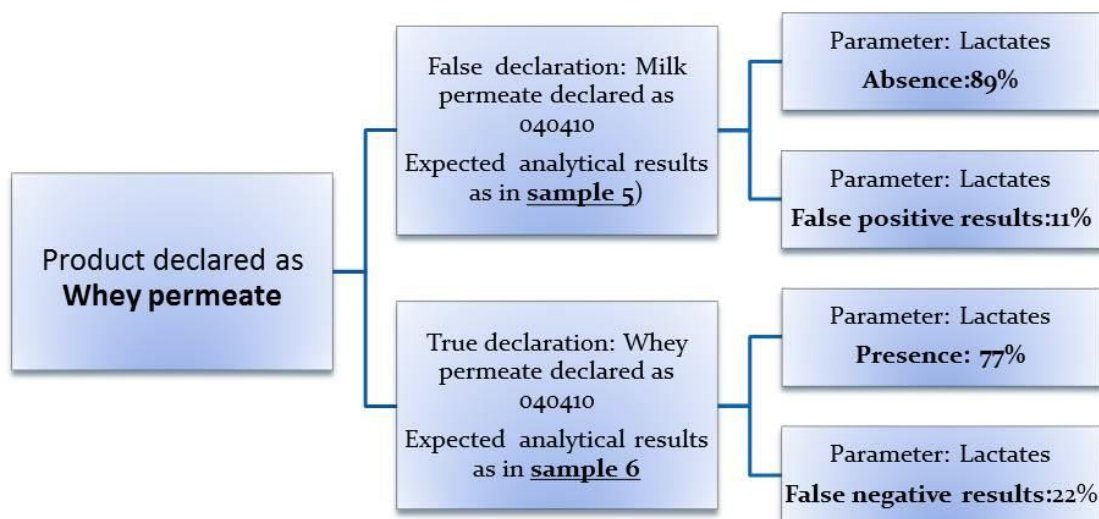 Product declared as
Whey permeate
False declaration: Milk
permeate declared as
040410
Expected analytical results
as in sample 5)
True declaration: Whey
permeate declared as
040410
Expected analytical results
as in sample 6
Parameter: Lactates
Absence:89%
Parameter: Lactates
False positive results:11%
Parameter: Lactates
Presence: 77%
Parameter: Lactates
False negative results:22%